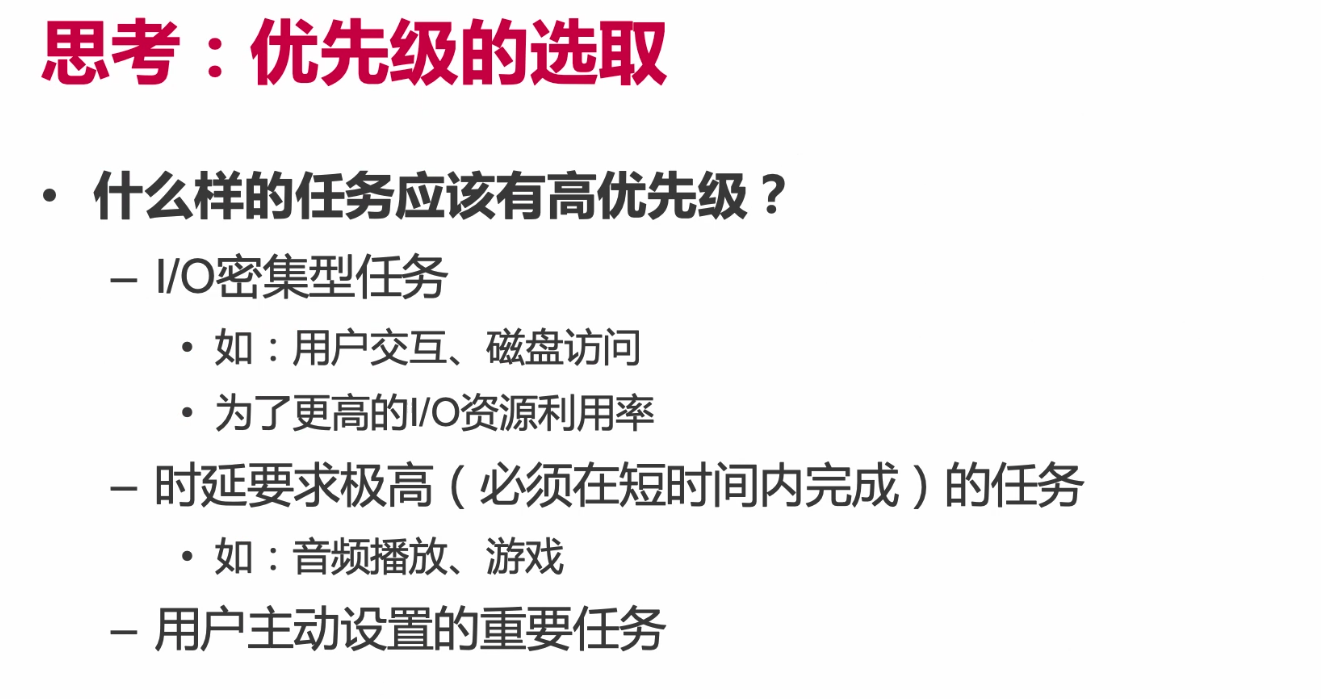 思考：优先级的选取
• 什么样的任务应该有高优先级？
– I/O密集型任务
• 如：用户交互、磁盘访问
• 为了更高的I/O资源利用率
– 时延要求极高（必须在短时间内完成）的任务
• 如：音频播放、游戏
– 用户主动设置的重要任务